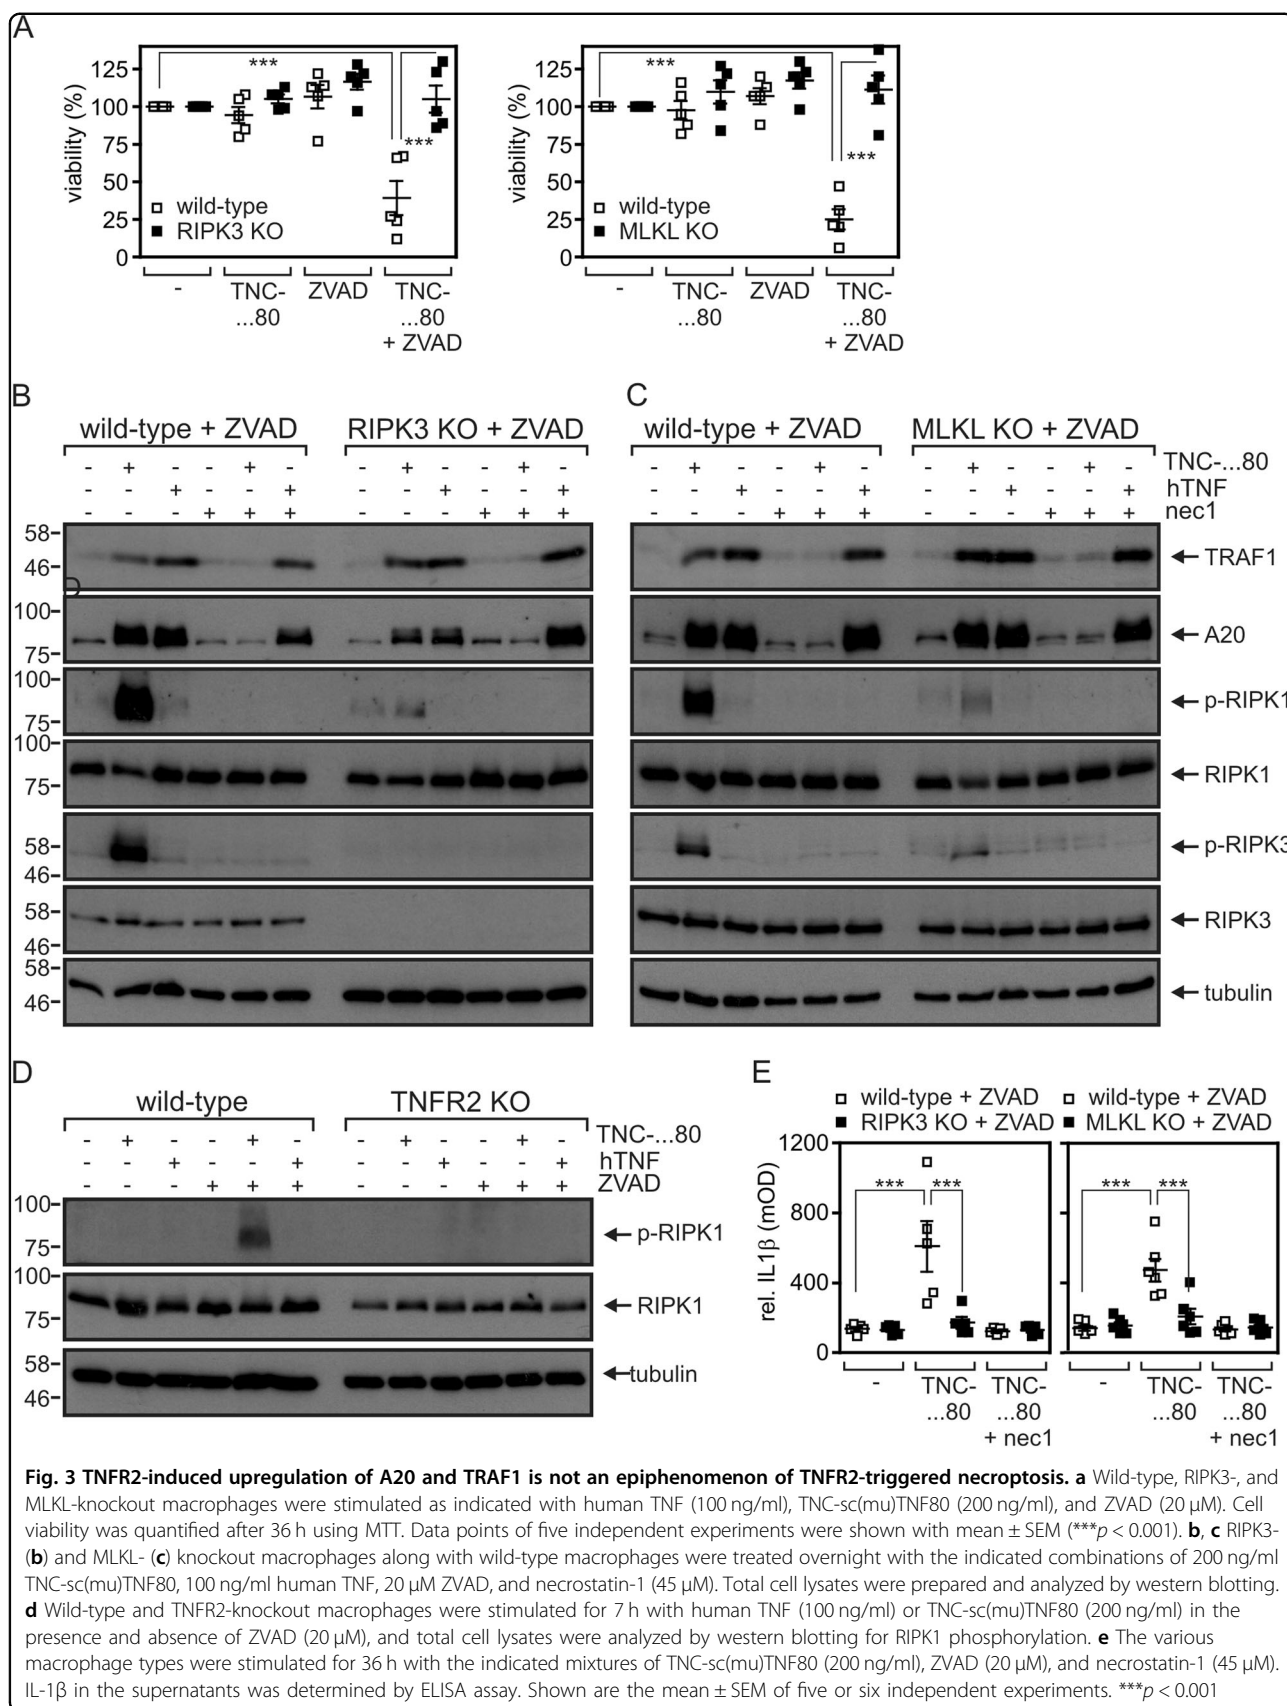 A
125
100
75
50
25
0
viability (%)
***
***
wild-type
RIPK3 KO
-
TNC-
...80
ZVAD
TNC-
...80
+ ZVAD
125
100
75
50
25
0
viability (%)
***
***
wild-type
MLKL KO
-
TNC-
...80
ZVAD
TNC-
...80
+ ZVAD
B
wild-type + ZVAD
RIPK3 KO + ZVAD
- + - - + - - + - - + -
- - + - - + - - + - - +
- - - + + + - - - + + +
58
46
100
75
100
75
100
75
58
46
58
46
58
46
C
wild-type + ZVAD
MLKL KO + ZVAD
- + - - + - - + - - + - TNC-...80
- - + - - + - - + - - + hTNF
- - - + + + - - - + + + nec1
TRAF1
A20
p-RIPK1
RIPK1
p-RIPK3
RIPK3
tubulin
D
wild-type
TNFR2 KO
- + - - + - - + - - + - TNC-...80
- - + - - + - - + - - + hTNF
- - - + + + - - - + + + ZVAD
100
75
p-RIPK1
100
75
RIPK1
58
46
tubulin
E
wild-type + ZVAD
RIPK3 KO + ZVAD
wild-type + ZVAD
MLKL KO + ZVAD
1200
800
400
0
rel. IL1β (mOD)
*** ***
*** ***
-
TNC-
...80
TNC-
...80
+ nec1
-
TNC-
...80
TNC-
...80
+ nec1
Fig. 3 TNFR2-induced upregulation of A20 and TRAF1 is not an epiphenomenon of TNFR2-triggered necroptosis. a Wild-type, RIPK3-, and
MLKL-knockout macrophages were stimulated as indicated with human TNF (100 ng/ml), TNC-sc(mu)TNF80 (200 ng/ml), and ZVAD (20 μM). Cell
viability was quantified after 36 h using MTT. Data points of five independent experiments were shown with mean ± SEM (***p < 0.001). b, c RIPK3-
(b) and MLKL- (c) knockout macrophages along with wild-type macrophages were treated overnight with the indicated combinations of 200 ng/ml
TNC-sc(mu)TNF80, 100 ng/ml human TNF, 20 μM ZVAD, and necrostatin-1 (45 μM). Total cell lysates were prepared and analyzed by western blotting.
d Wild-type and TNFR2-knockout macrophages were stimulated for 7 h with human TNF (100 ng/ml) or TNC-sc(mu)TNF80 (200 ng/ml) in the
presence and absence of ZVAD (20 μM), and total cell lysates were analyzed by western blotting for RIPK1 phosphorylation. e The various
macrophage types were stimulated for 36 h with the indicated mixtures of TNC-sc(mu)TNF80 (200 ng/ml), ZVAD (20 μM), and necrostatin-1 (45 μM).
IL-1β in the supernatants was determined by ELISA assay. Shown are the mean ± SEM of five or six independent experiments. ***p < 0.001